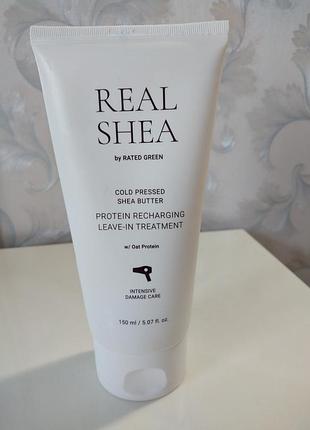 REAL
SHEA
by RATED GREEN
COLD PRESSED
SHEA BUTTER
PROTEIN RECHARGING
LEAVE-IN TREATMENT
w/ Oat Protein
INTENSIVE
DAMAGE CARE
150 ml / 5.07 fl. oz.